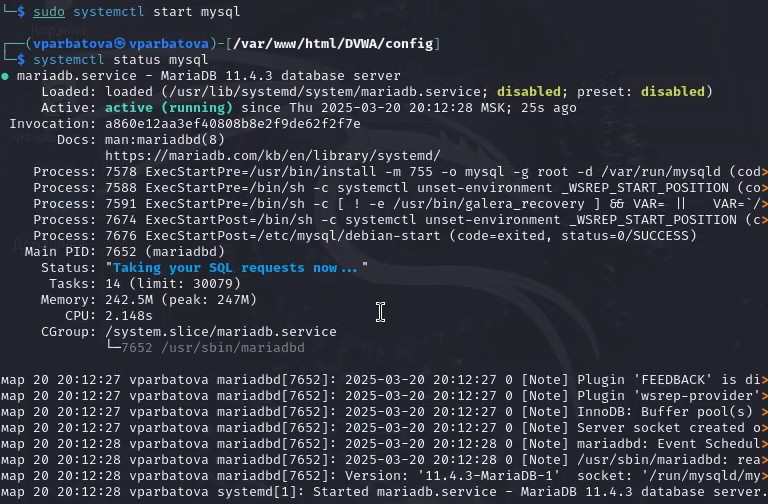 └─$ sudo systemctl start mysql
┌──(vparbatova㉿vparbatova)-[/var/www/html/DVWA/config]
└─$ systemctl status mysql
● mariadb.service - MariaDB 11.4.3 database server
Loaded: loaded (/usr/lib/systemd/system/mariadb.service; disabled; preset: disabled)
Active: active (running) since Thu 2025-03-20 20:12:28 MSK; 25s ago
Invocation: a860e12aa3ef40808b8e2f9de62f2f7e
Docs: man:mariadbd(8)
https://mariadb.com/kb/en/library/systemd/
Process: 7578 ExecStartPre=/usr/bin/install -m 755 -o mysql -g root -d /var/run/mysqld (cod>
Process: 7588 ExecStartPre=/bin/sh -c systemctl unset-environment _WSREP_START_POSITION (co>
Process: 7591 ExecStartPre=/bin/sh -c [ ! -e /usr/bin/galera_recovery ] && VAR= || VAR=`/>
Process: 7674 ExecStartPost=/bin/sh -c systemctl unset-environment _WSREP_START_POSITION (c>
Process: 7676 ExecStartPost=/etc/mysql/debian-start (code=exited, status=0/SUCCESS)
Main PID: 7652 (mariadbd)
Status: "Taking your SQL requests now..."
Tasks: 14 (limit: 30079)
Memory: 242.5M (peak: 247M)
CPU: 2.148s
CGroup: /system.slice/mariadb.service
└─7652 /usr/sbin/mariadbd
мар 20 20:12:27 vparbatova mariadbd[7652]: 2025-03-20 20:12:27 0 [Note] Plugin 'FEEDBACK' is di>
мар 20 20:12:27 vparbatova mariadbd[7652]: 2025-03-20 20:12:27 0 [Note] Plugin 'wsrep-provider'>
мар 20 20:12:27 vparbatova mariadbd[7652]: 2025-03-20 20:12:27 0 [Note] InnoDB: Buffer pool(s) >
мар 20 20:12:27 vparbatova mariadbd[7652]: 2025-03-20 20:12:27 0 [Note] Server socket created o>
мар 20 20:12:28 vparbatova mariadbd[7652]: 2025-03-20 20:12:28 0 [Note] mariadbd: Event Schedul>
мар 20 20:12:28 vparbatova mariadbd[7652]: 2025-03-20 20:12:28 0 [Note] /usr/sbin/mariadbd: rea>
мар 20 20:12:28 vparbatova mariadbd[7652]: Version: '11.4.3-MariaDB-1' socket: '/run/mysqld/my>
мар 20 20:12:28 vparbatova systemd[1]: Started mariadb.service - MariaDB 11.4.3 database server>